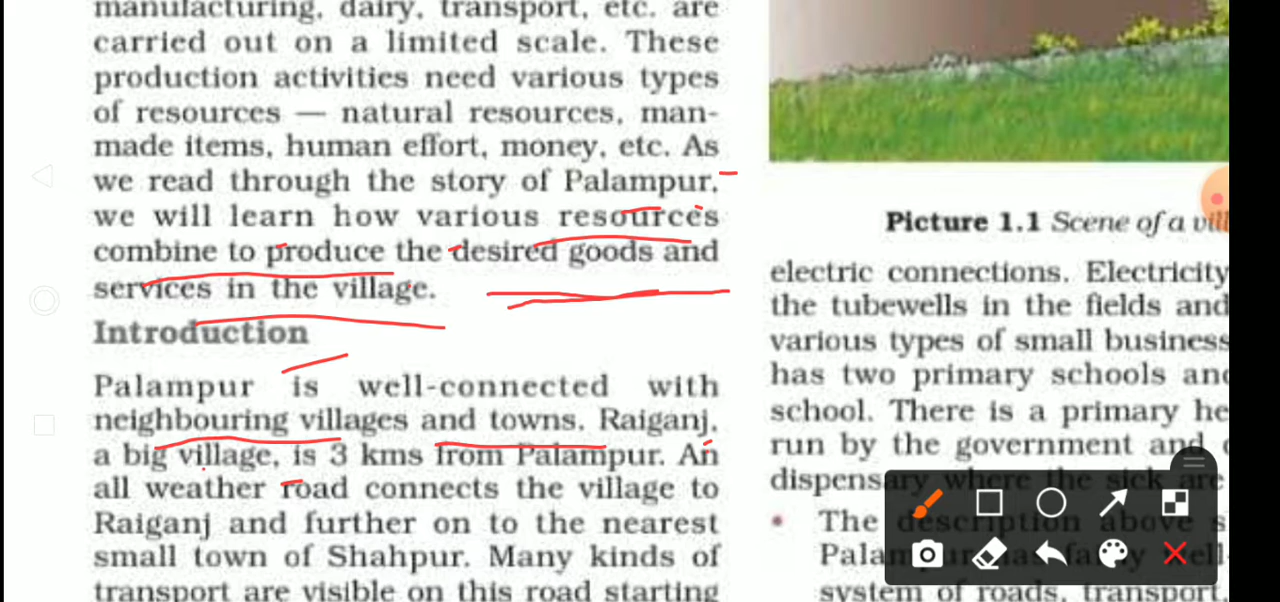 manufacturing, dairy, transport, etc. are
carried out on a limited scale. These
production activities need various types
of resources — natural resources, man-
made items, human effort, money, etc. As
we read through the story of Palampur,
we will learn how various resources
combine to produce the desired goods and
services in the village.
Introduction
Palampur is well-connected with
neighbouring villages and towns. Raiganj,
a big village, is 3 kms from Palampur. An
all weather road connects the village to
Raiganj and further on to the nearest
small town of Shahpur. Many kinds of
transport are visible on this road starting
Picture 1.1 Scene of a vill
electric connections. Electricity
the tubewells in the fields and
various types of small business
has two primary schools and
school. There is a primary he
run by the government and
dispensary where the sick are
• The description above s
Palampur has fairly well-
system of roads, transport,